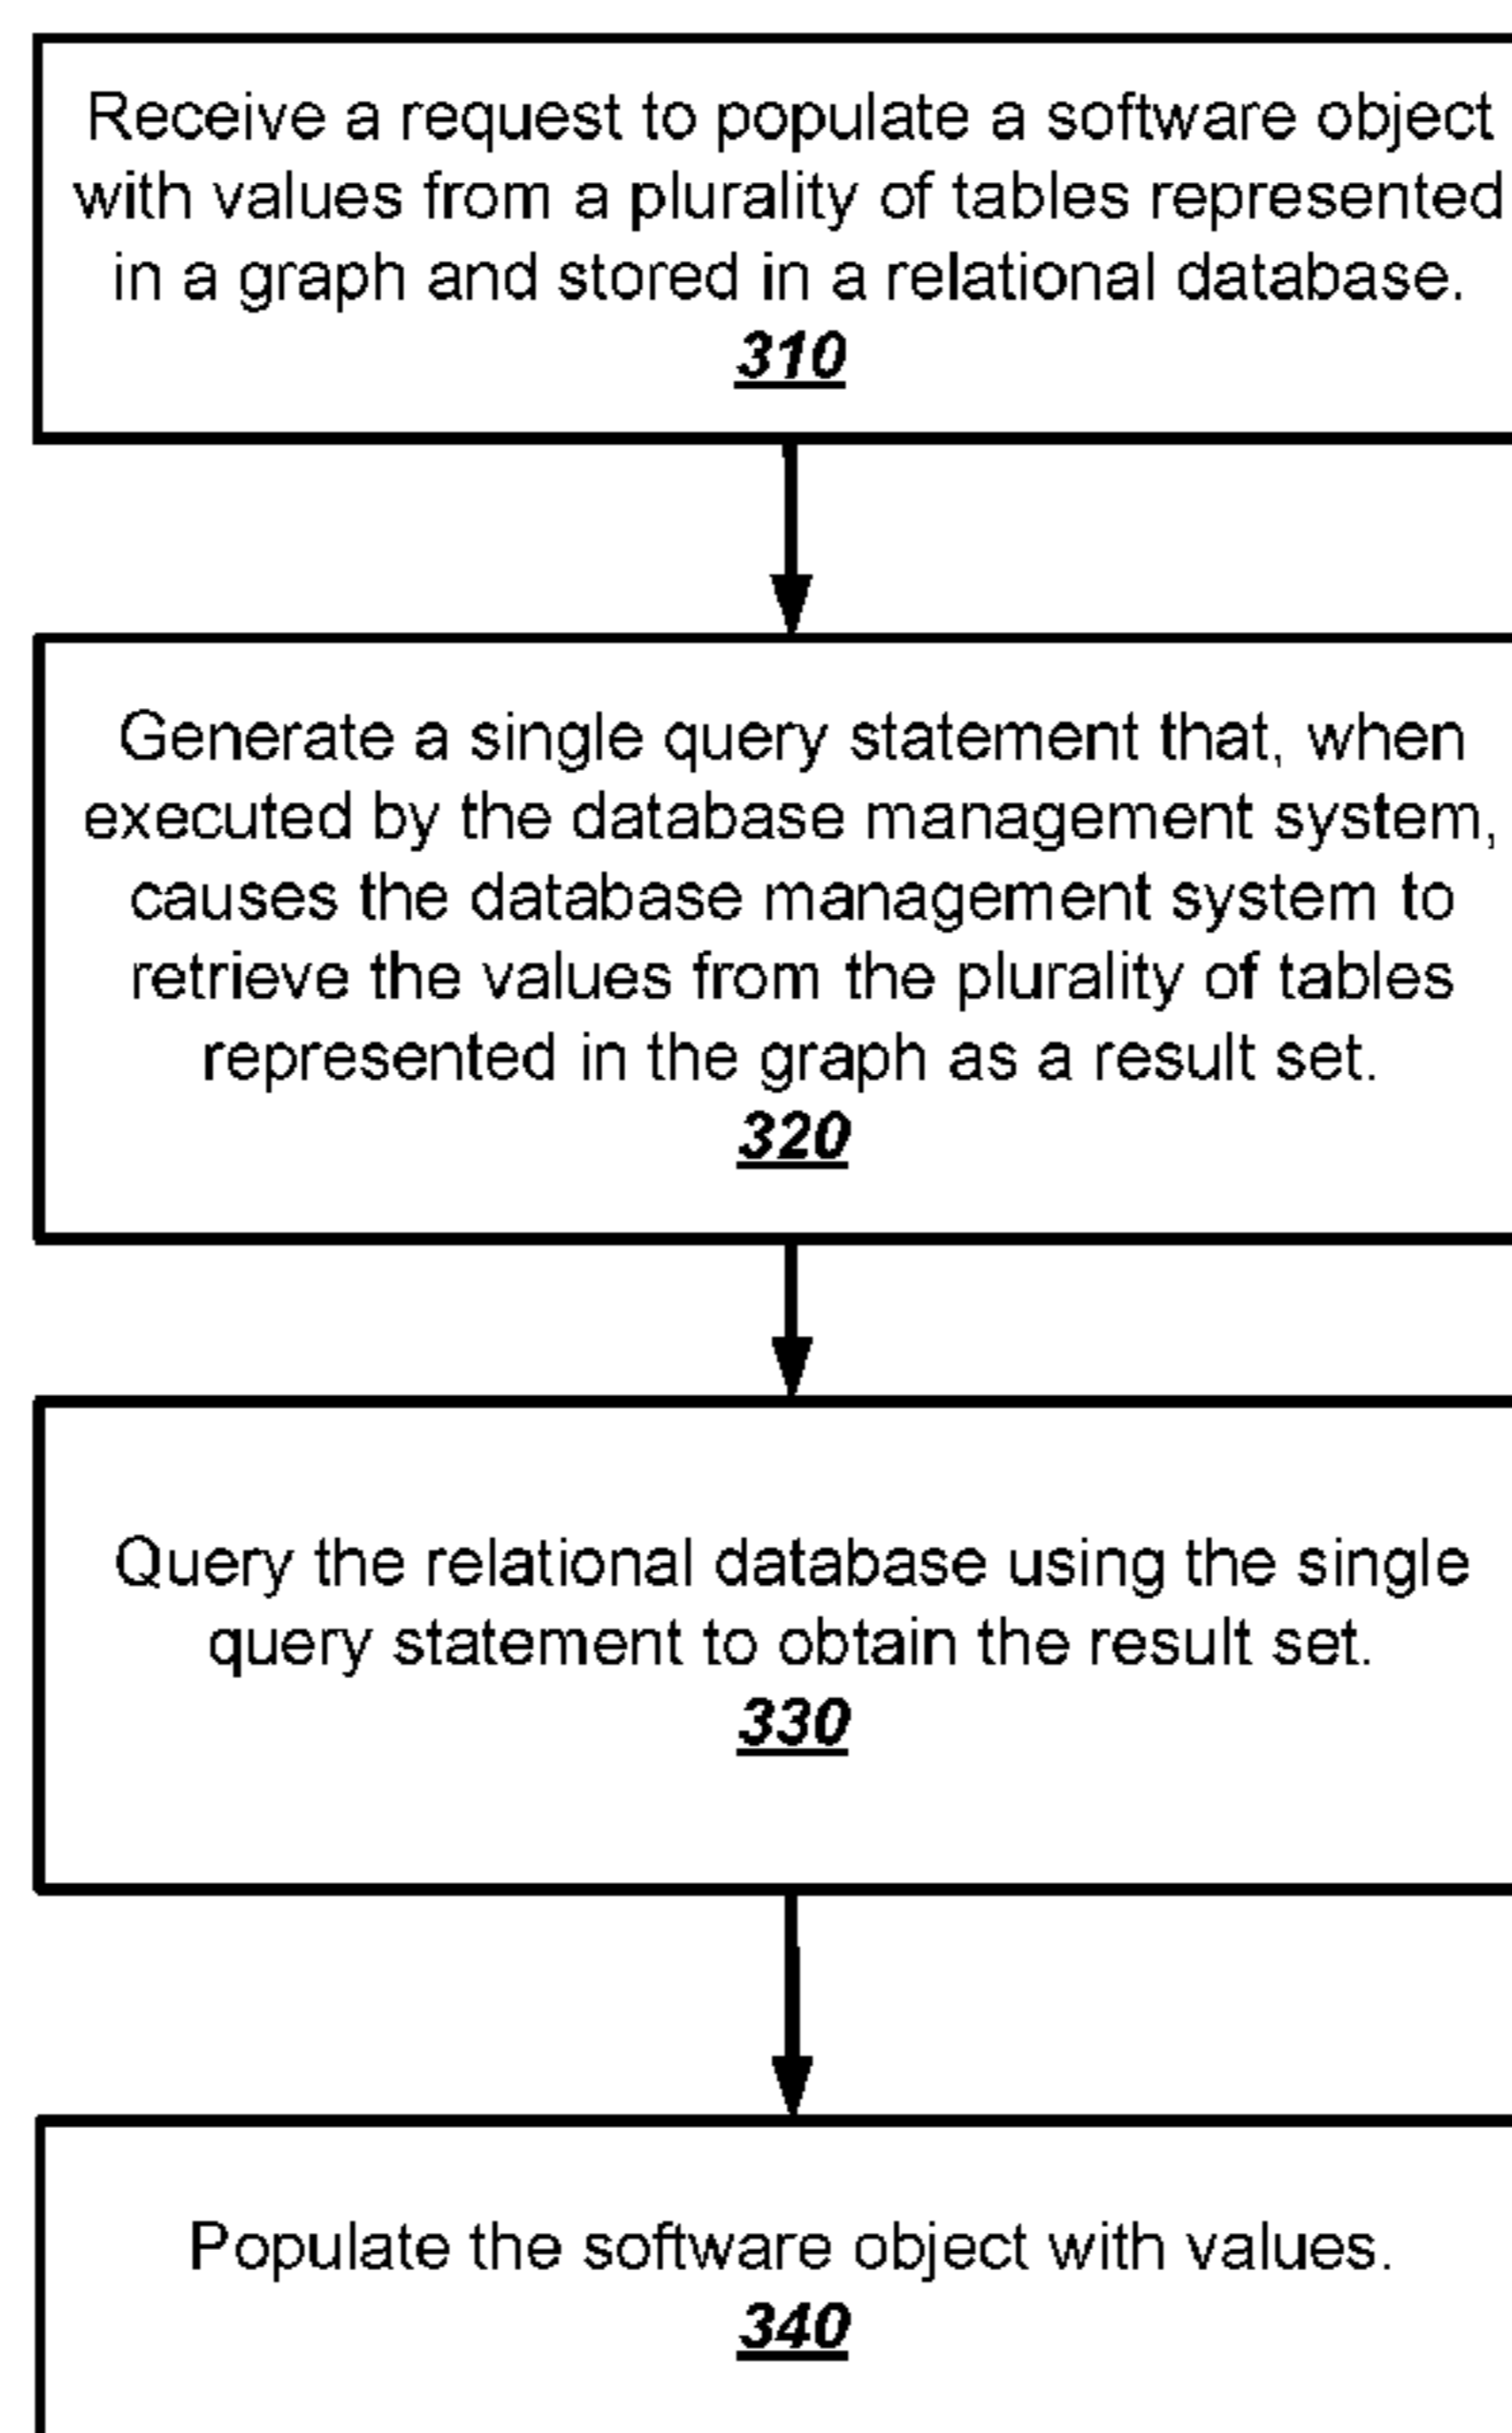 Receive a request to populate a software object
with values from a plurality of tables represented
in a graph and stored in a relational database.
310
Generate a single query statement that, when
executed by the database management system,
causes the database management system to
retrieve the values from the plurality of tables
represented in the graph as a result set.
320
Query the relational database using the single
query statement to obtain the result set.
330
Populate the software object with values.
340